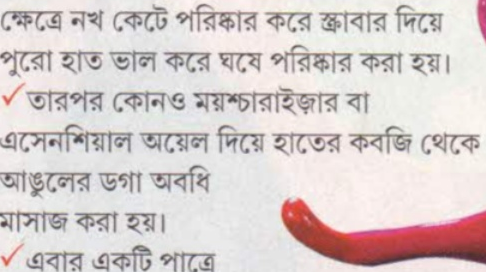 ক্ষেত্রে নখ কেটে পরিষ্কার করে স্ক্রাবার দিয়ে
পুরো হাত ভাল করে ঘষে পরিষ্কার করা হয়।
✓ তারপর কোনও ময়শ্চারাইজ়ার বা
এসেনশিয়াল অয়েল দিয়ে হাতের কবজি থেকে
আঙুলের ডগা অবধি
মাসাজ করা হয়।
✓ এবার একটি পাত্রে